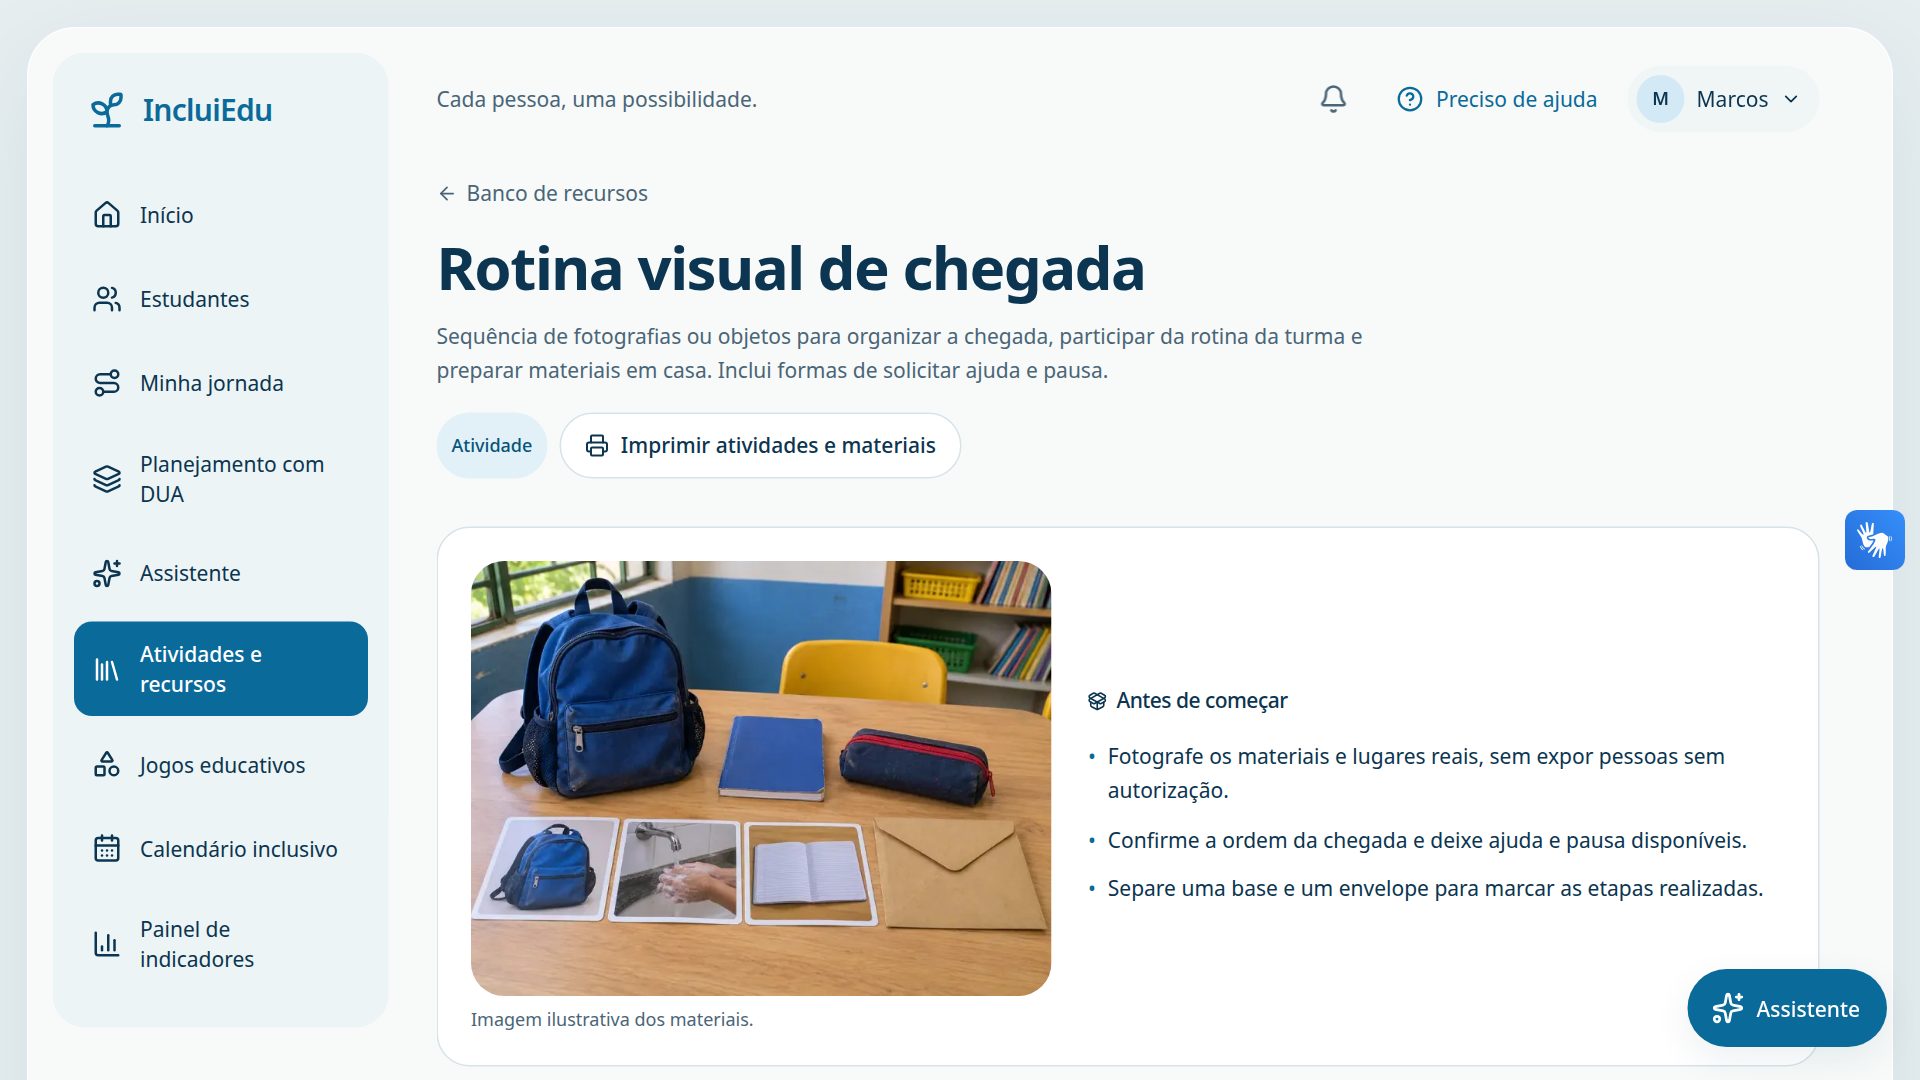 IncluiEdu
Início
Estudantes
Minha jornada
Planejamento com
DUA
Assistente
Atividades e
recursos
Jogos educativos
Calendário inclusivo
Painel de
indicadores
Cada pessoa, uma possibilidade.
Preciso de ajuda
M
Marcos
Banco de recursos
Rotina visual de chegada
Sequência de fotografias ou objetos para organizar a chegada, participar da rotina da turma e
preparar materiais em casa. Inclui formas de solicitar ajuda e pausa.
Atividade
Imprimir atividades e materiais
Imagem ilustrativa dos materiais.
Antes de começar
• Fotografe os materiais e lugares reais, sem expor pessoas sem
autorização.
• Confirme a ordem da chegada e deixe ajuda e pausa disponíveis.
• Separe uma base e um envelope para marcar as etapas realizadas.
Assistente